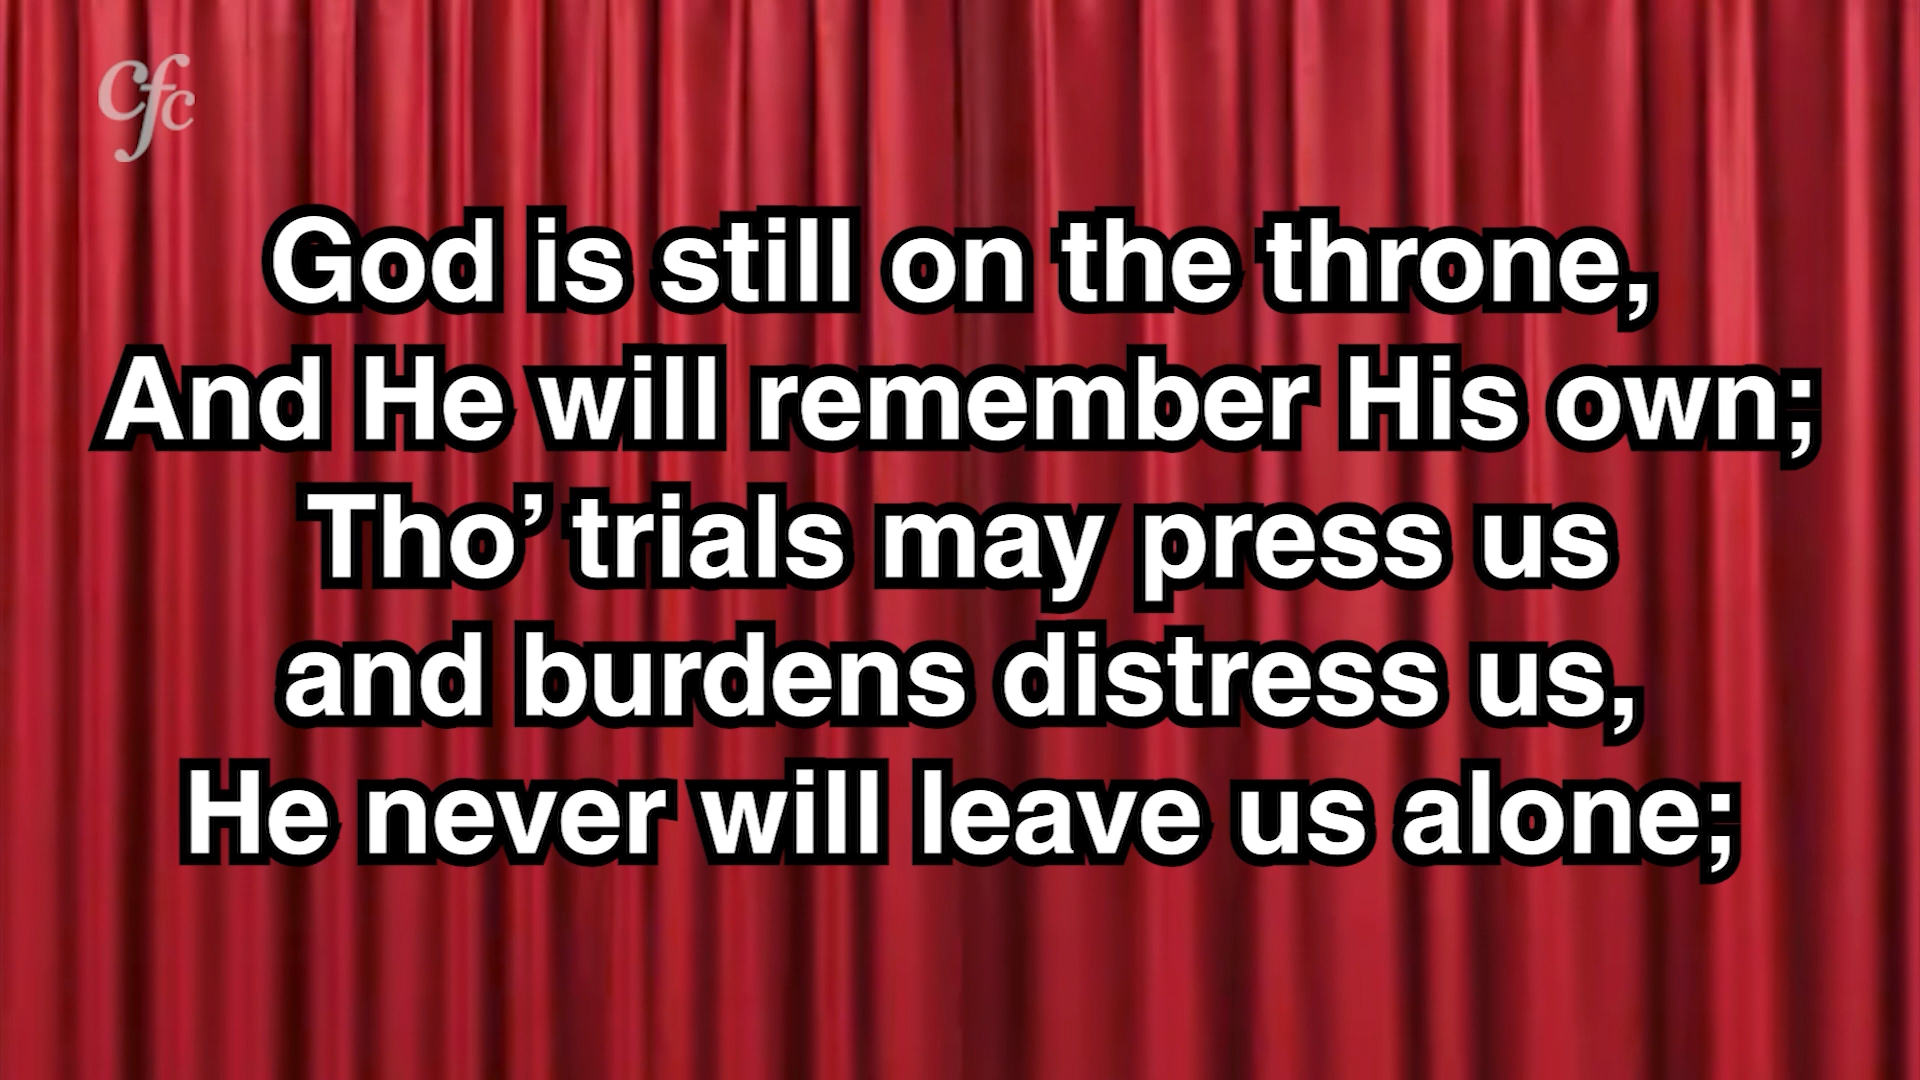 cfc
God is still on the throne,
And He will remember His own;
Tho’ trials may press us
and burdens distress us,
He never will leave us alone;